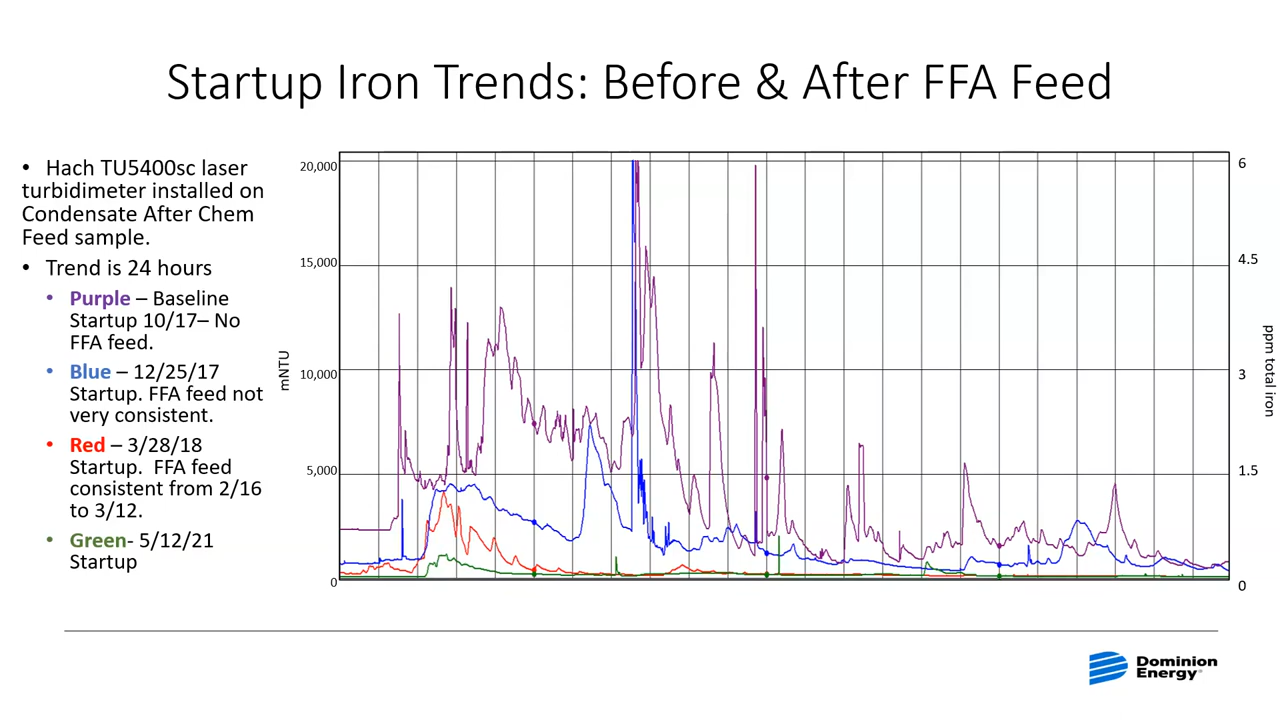 Startup Iron Trends: Before & After FFA Feed
• Hach TU5400sc laser
turbidimeter installed on
Condensate After Chem
Feed sample.
• Trend is 24 hours
• Purple – Baseline
Startup 10/17– No
FFA feed.
• Blue – 12/25/17
Startup. FFA feed not
very consistent.
• Red – 3/28/18
Startup. FFA feed
consistent from 2/16
to 3/12.
• Green- 5/12/21
Startup
mNTU
20,000
15,000
10,000
5,000
0
6
4.5
3
1.5
0
ppm total iron
Dominion
Energy®